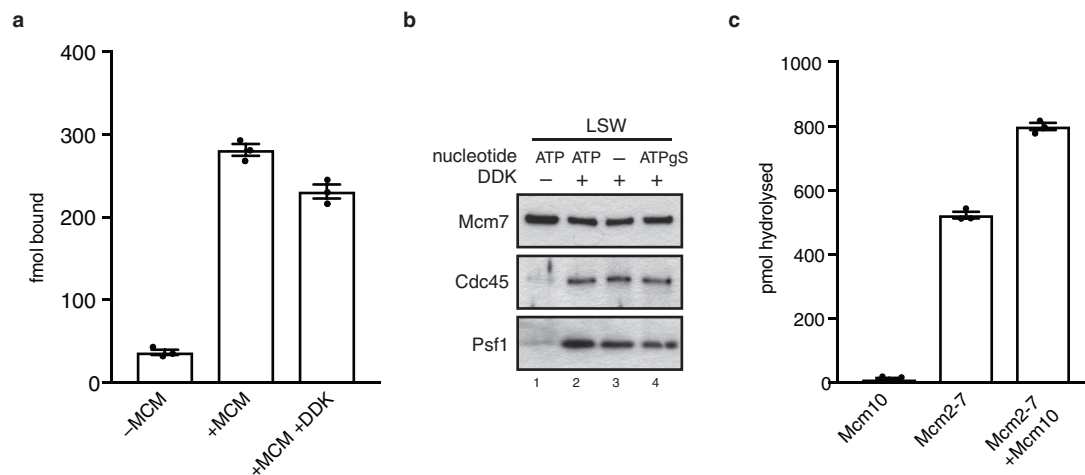 a
400
300
200
100
0
fmol bound
–MCM
+MCM
+MCM +DDK
b
LSW
nucleotide ATP ATP – ATPgS
DDK – + + +
Mcm7
Cdc45
Psf1
1 2 3 4
c
1000
800
600
400
200
0
pmol hydrolysed
Mcm10
Mcm2-7
Mcm2-7
+Mcm10